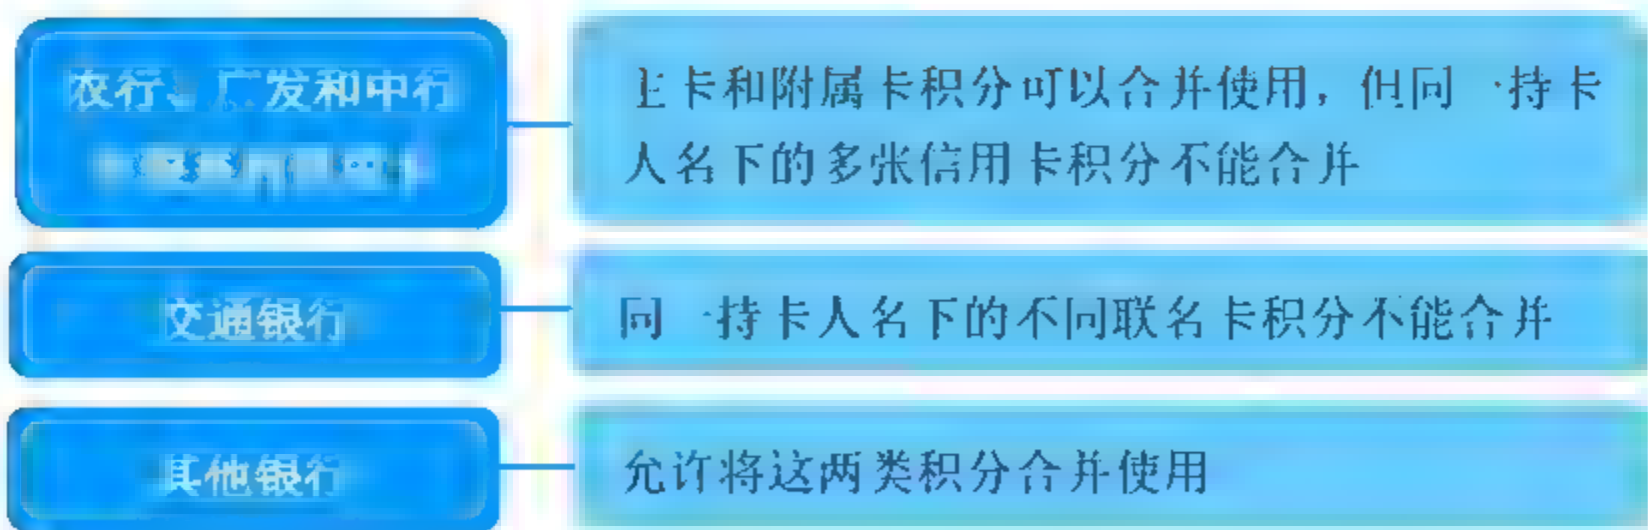 农行、广发和中行
主卡和附属卡积分可以合并使用，但同一持卡
人名下的多张信用卡积分不能合并
交通银行
同一持卡人名下的不同联名卡积分不能合并
其他银行
允许将这两类积分合并使用